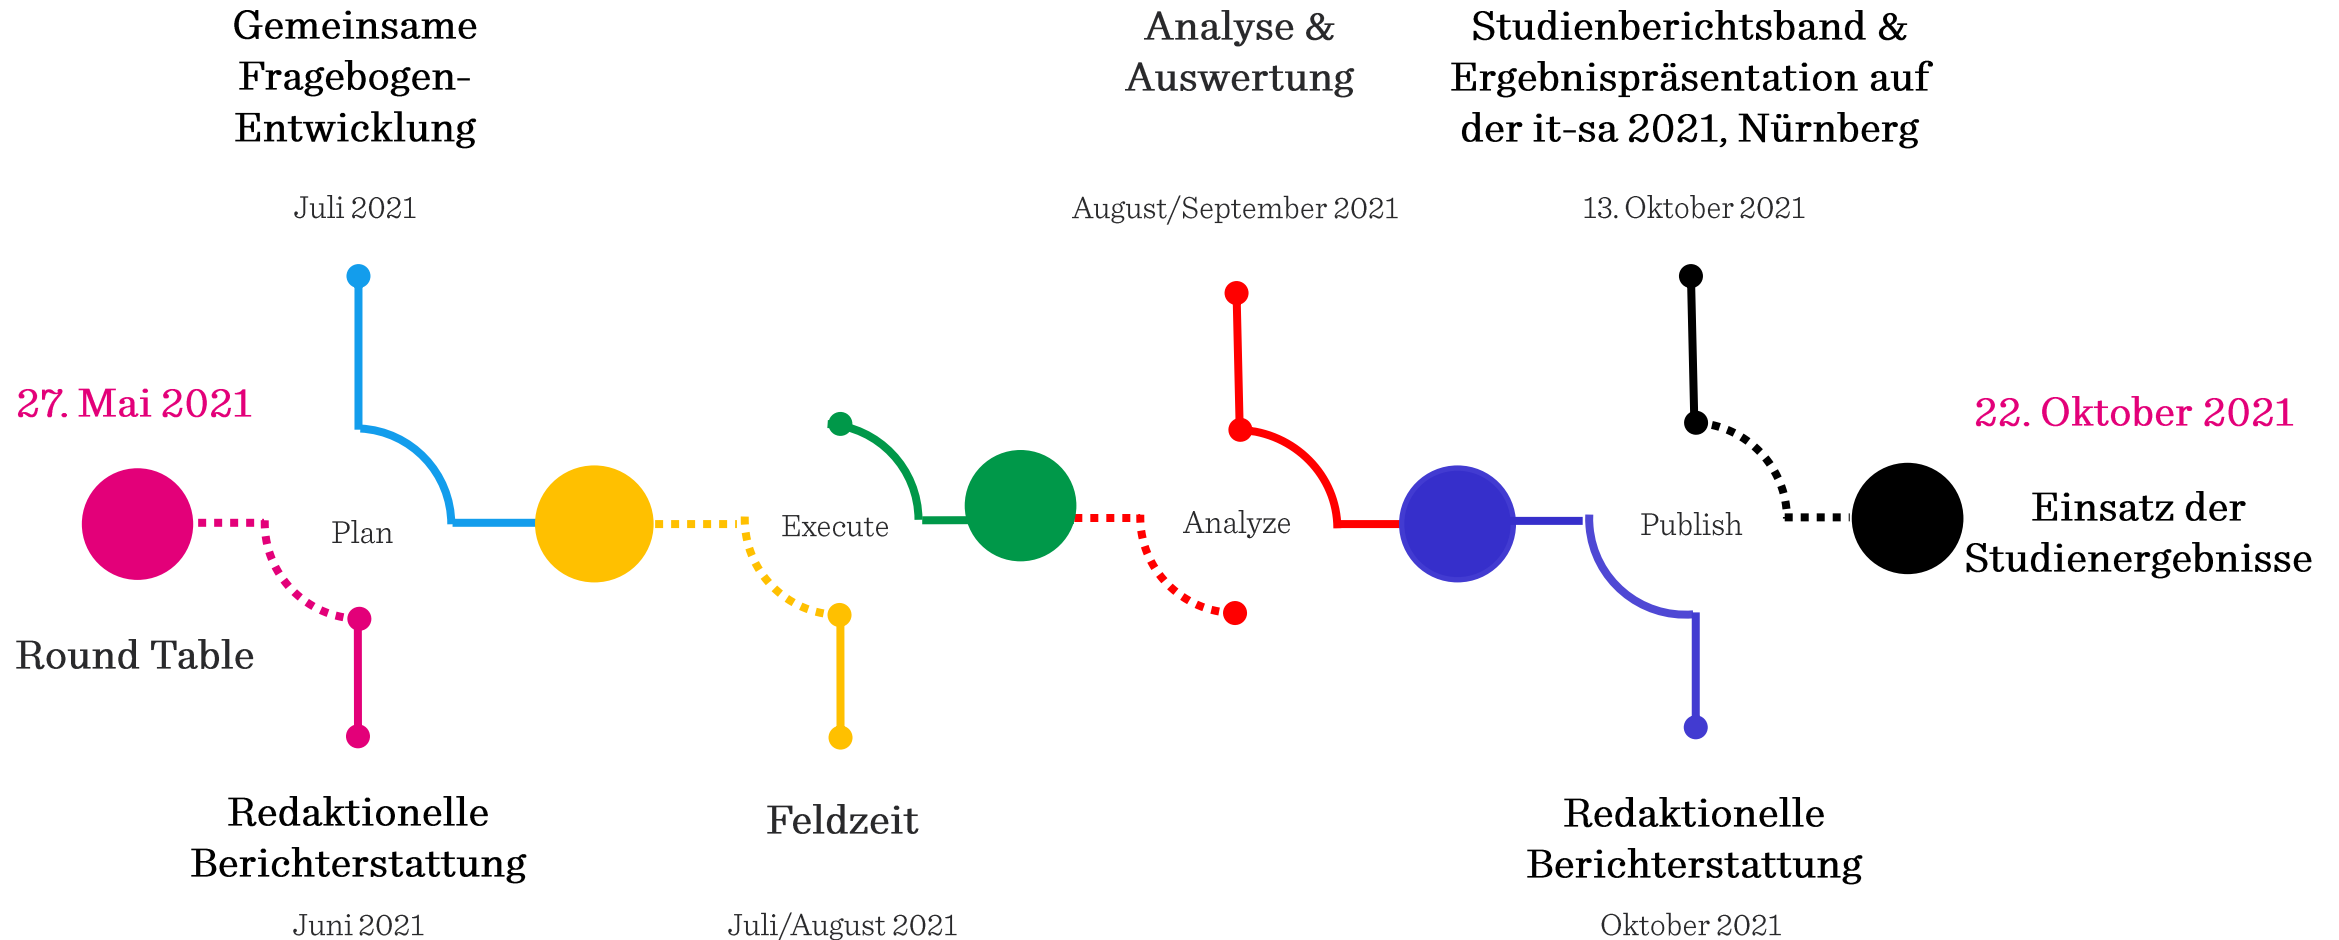 Gemeinsame
Fragebogen-
Entwicklung
Juli 2021
Analyse &
Auswertung
August/September 2021
Studienberichtsband &
Ergebnispräsentation auf
der it-sa 2021, Nürnberg
13. Oktober 2021
27. Mai 2021
Round Table
Plan
Execute
Analyze
Publish
22. Oktober 2021
Einsatz der
Studienergebnisse
Redaktionelle
Berichterstattung
Juni 2021
Feldzeit
Juli/August 2021
Redaktionelle
Berichterstattung
Oktober 2021